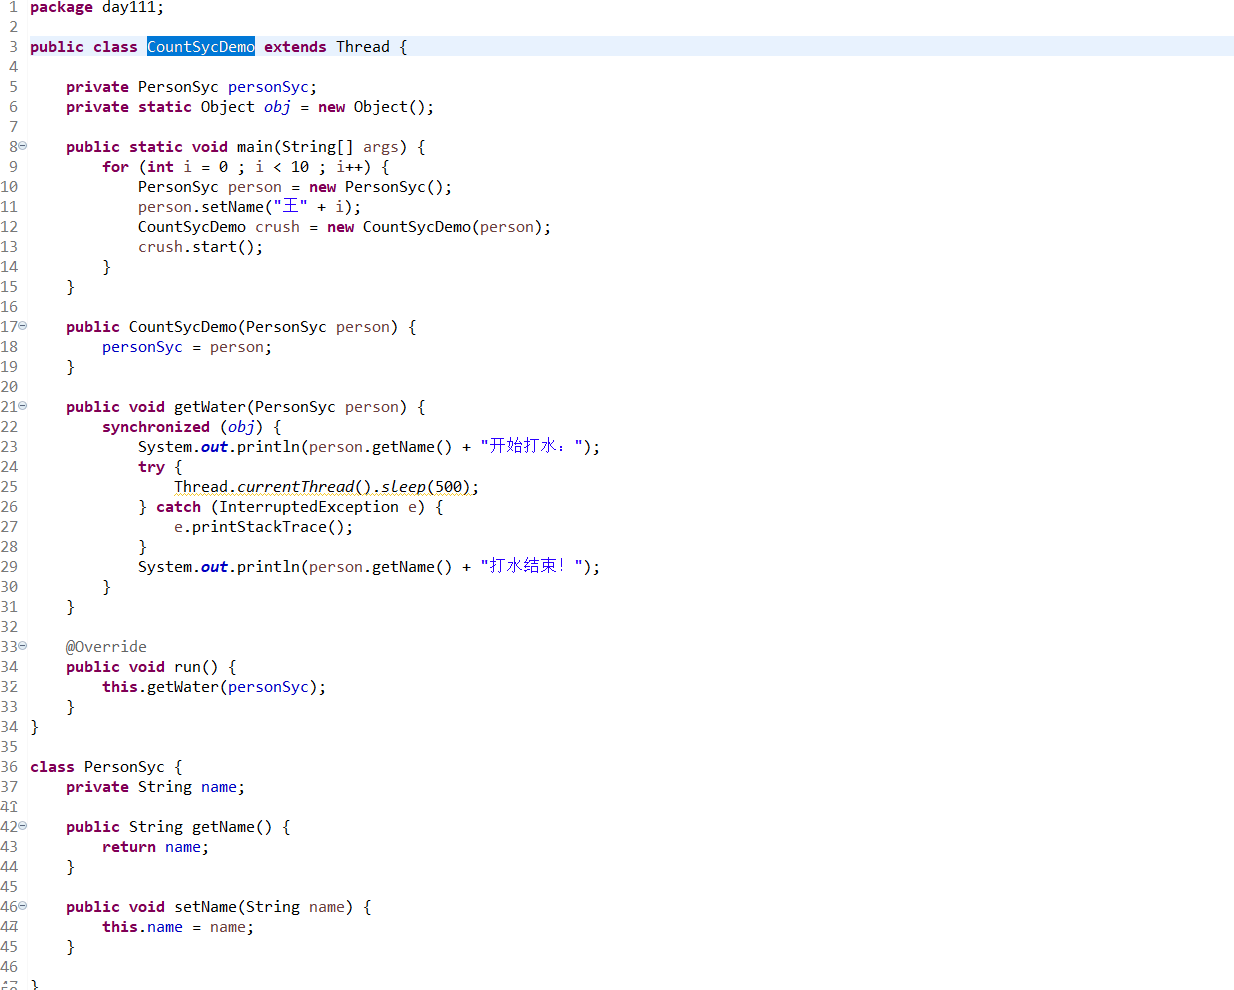 1 package day111;
2
3 public class CountSycDemo extends Thread {
4
5 private PersonSyc personSyc;
6 private static Object obj = new Object();
7
8 public static void main(String[] args) {
9 for (int i = 0 ; i < 10 ; i++) {
10 PersonSyc person = new PersonSyc();
11 person.setName("王" + i);
12 CountSycDemo crush = new CountSycDemo(person);
13 crush.start();
14 }
15 }
16
17 public CountSycDemo(PersonSyc person) {
18 personSyc = person;
19 }
20
21 public void getWater(PersonSyc person) {
22 synchronized (obj) {
23 System.out.println(person.getName() + "开始打水：");
24 try {
25 Thread.currentThread().sleep(500);
26 } catch (InterruptedException e) {
27 e.printStackTrace();
28 }
29 System.out.println(person.getName() + "打水结束！");
30 }
31 }
32
33 @Override
34 public void run() {
32 this.getWater(personSyc);
33 }
34 }
35
36 class PersonSyc {
37 private String name;
41
42 public String getName() {
43 return name;
44 }
45
46 public void setName(String name) {
44 this.name = name;
45 }
46
}